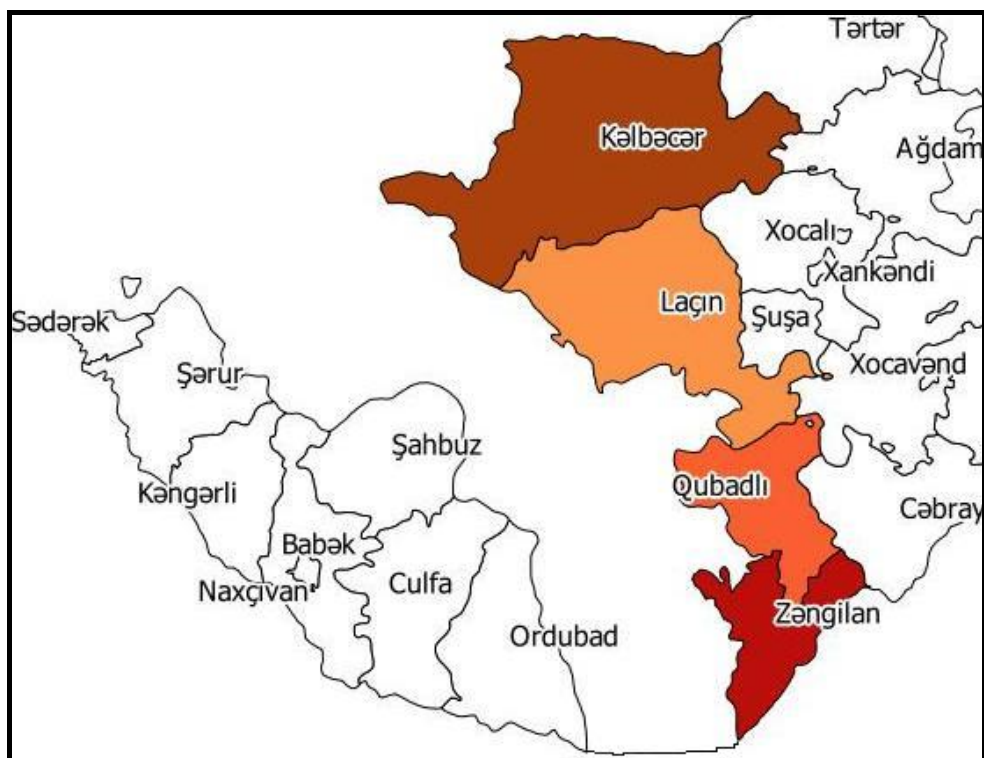 Tərtər
Kəlbəcər
Ağdam
Xocalı
Xankəndi
Laçın
Şuşa
Sədərək
Xocavənd
Şərur
Şahbuz
Qubadlı
Kəngərli
Cəbray
Babək
Culfa
Naxçıvan
Zəngilan
Ordubad